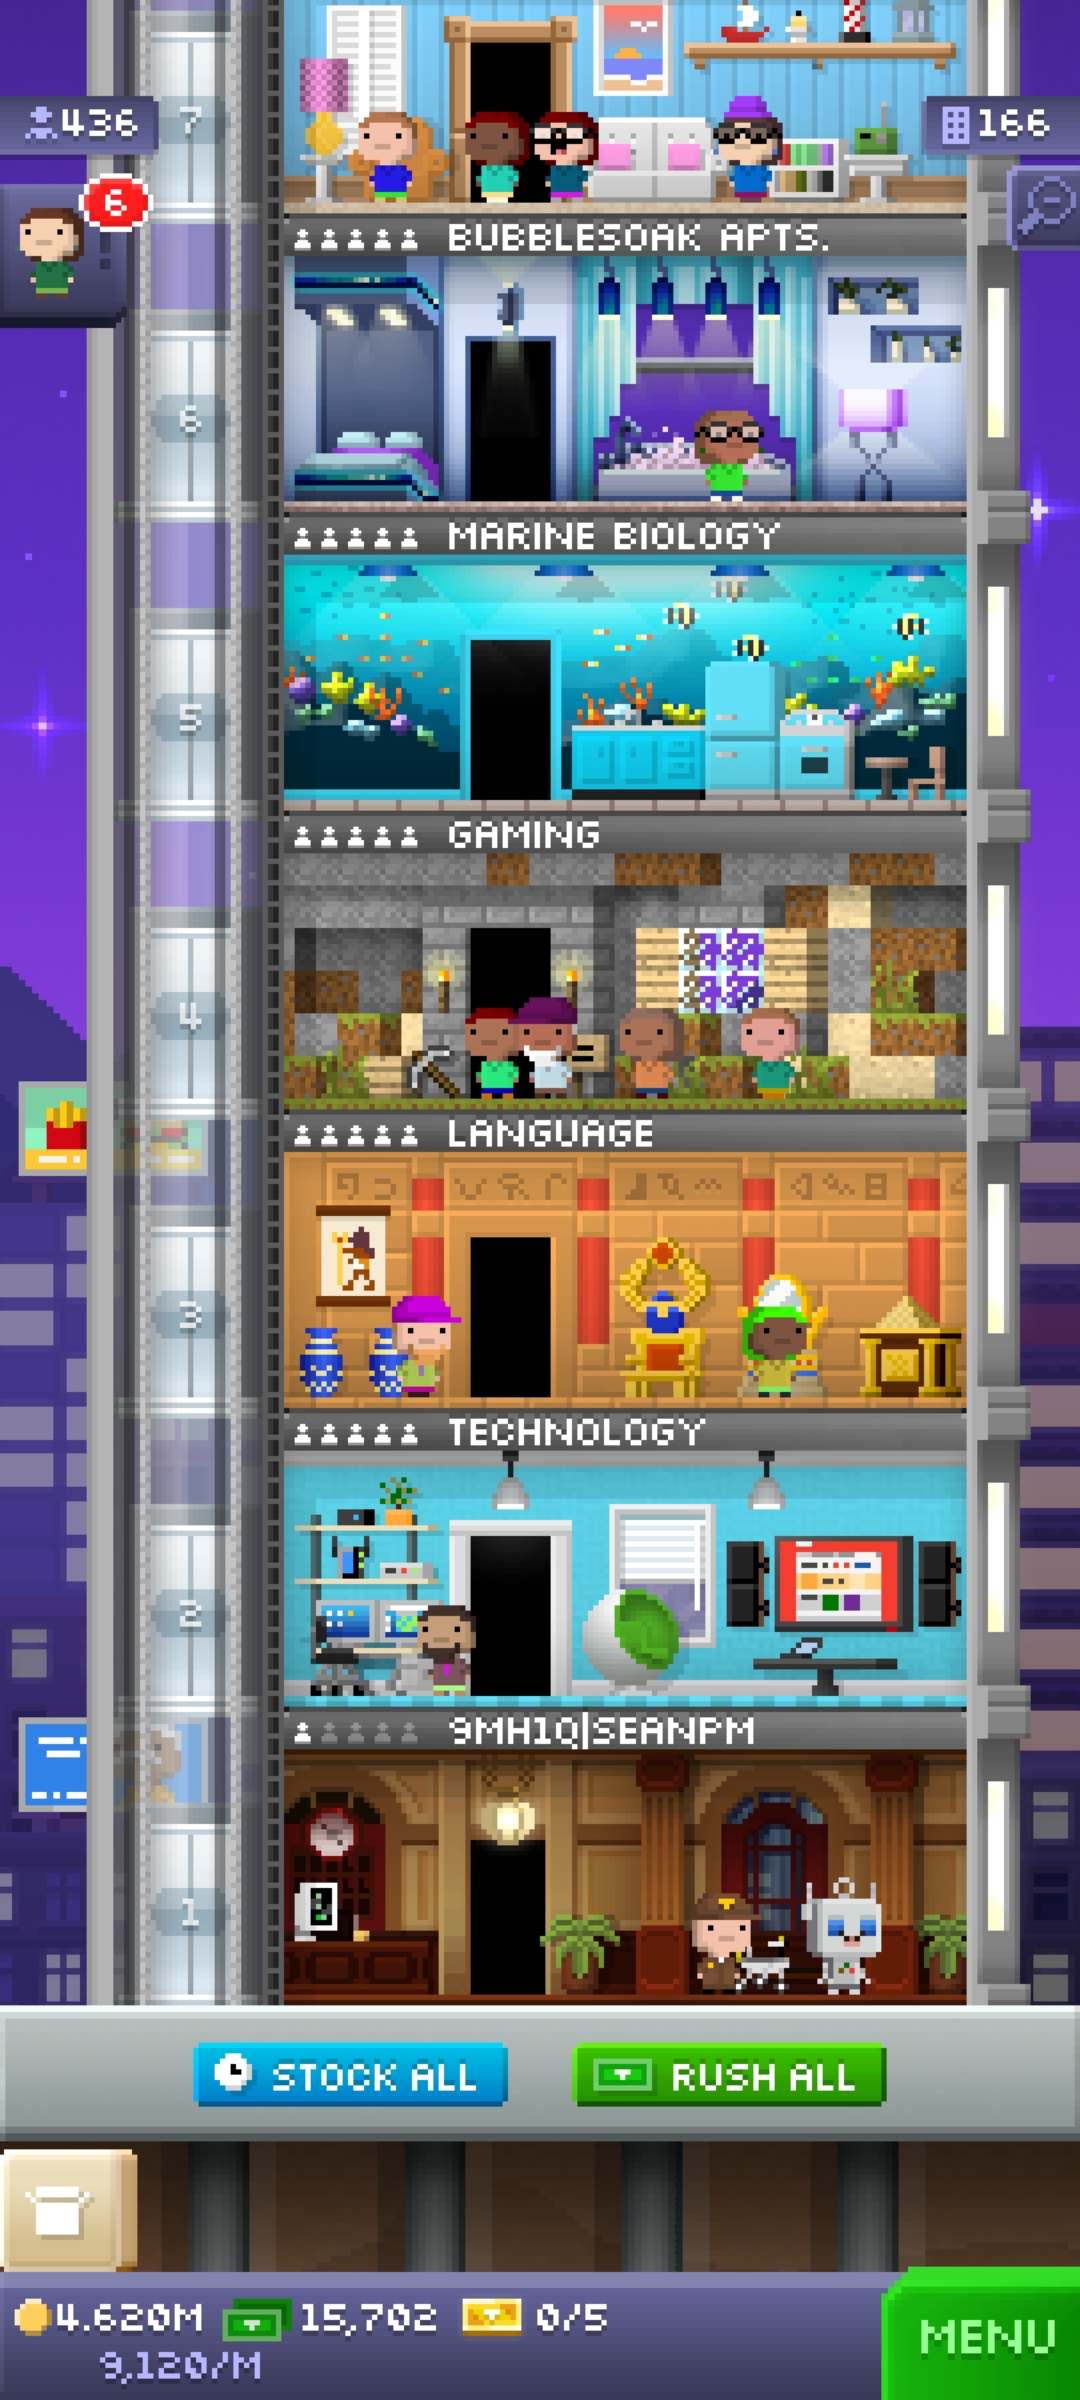 7
436
166
6
BUBBLESOAK APTS.
6
MARINE BIOLOGY
5
GAMING
4
LANGUAGE
3
TECHNOLOGY
2
9MH1Q|SEANPM
1
STOCK ALL
RUSH ALL
4.620M
15,702
0/5
9,120/M
MENU